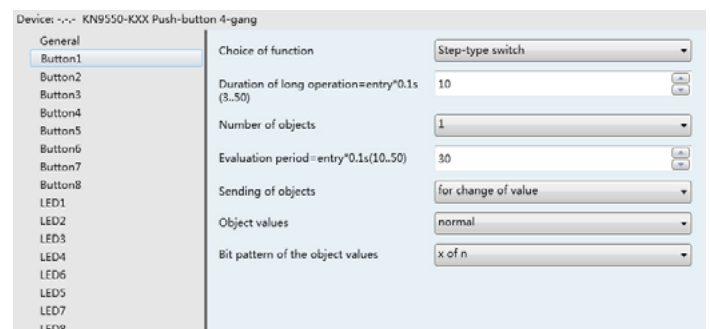 Device: -.-.- KN9550-KXX Push-button 4-gang
General
Button1
Button2
Button3
Button4
Button5
Button6
Button7
Button8
LED1
LED2
LED3
LED4
LED6
LED5
LED7
LED8
Choice of function Step-type switch
Duration of long operation=entry*0.1s 10
(3..50)
Number of objects 1
Evaluation period=entry*0.1s(10..50) 30
Sending of objects for change of value
Object values normal
Bit pattern of the object values x of n